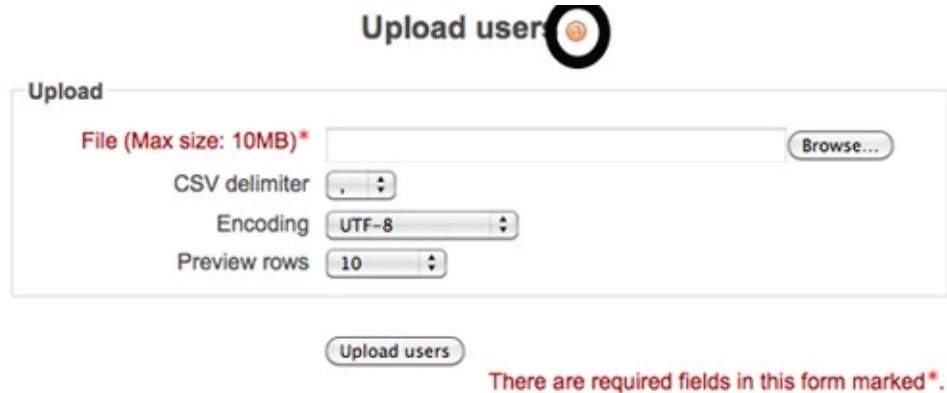 Upload users
Upload
File (Max size: 10MB)*
Browse...
CSV delimiter ,
Encoding UTF-8
Preview rows 10
Upload users
There are required fields in this form marked*.